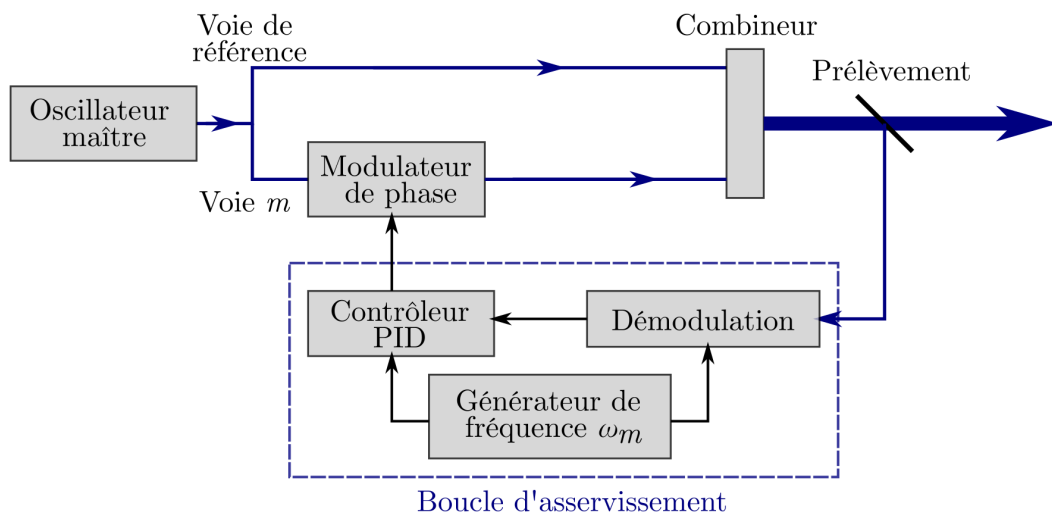 Voie de
référence
Combineur
Prélèvement
Oscillateur
maître
Modulateur
de phase
Voie m
Contrôleur
PID
Démodulation
Générateur de
fréquence ωm
Boucle d'asservissement